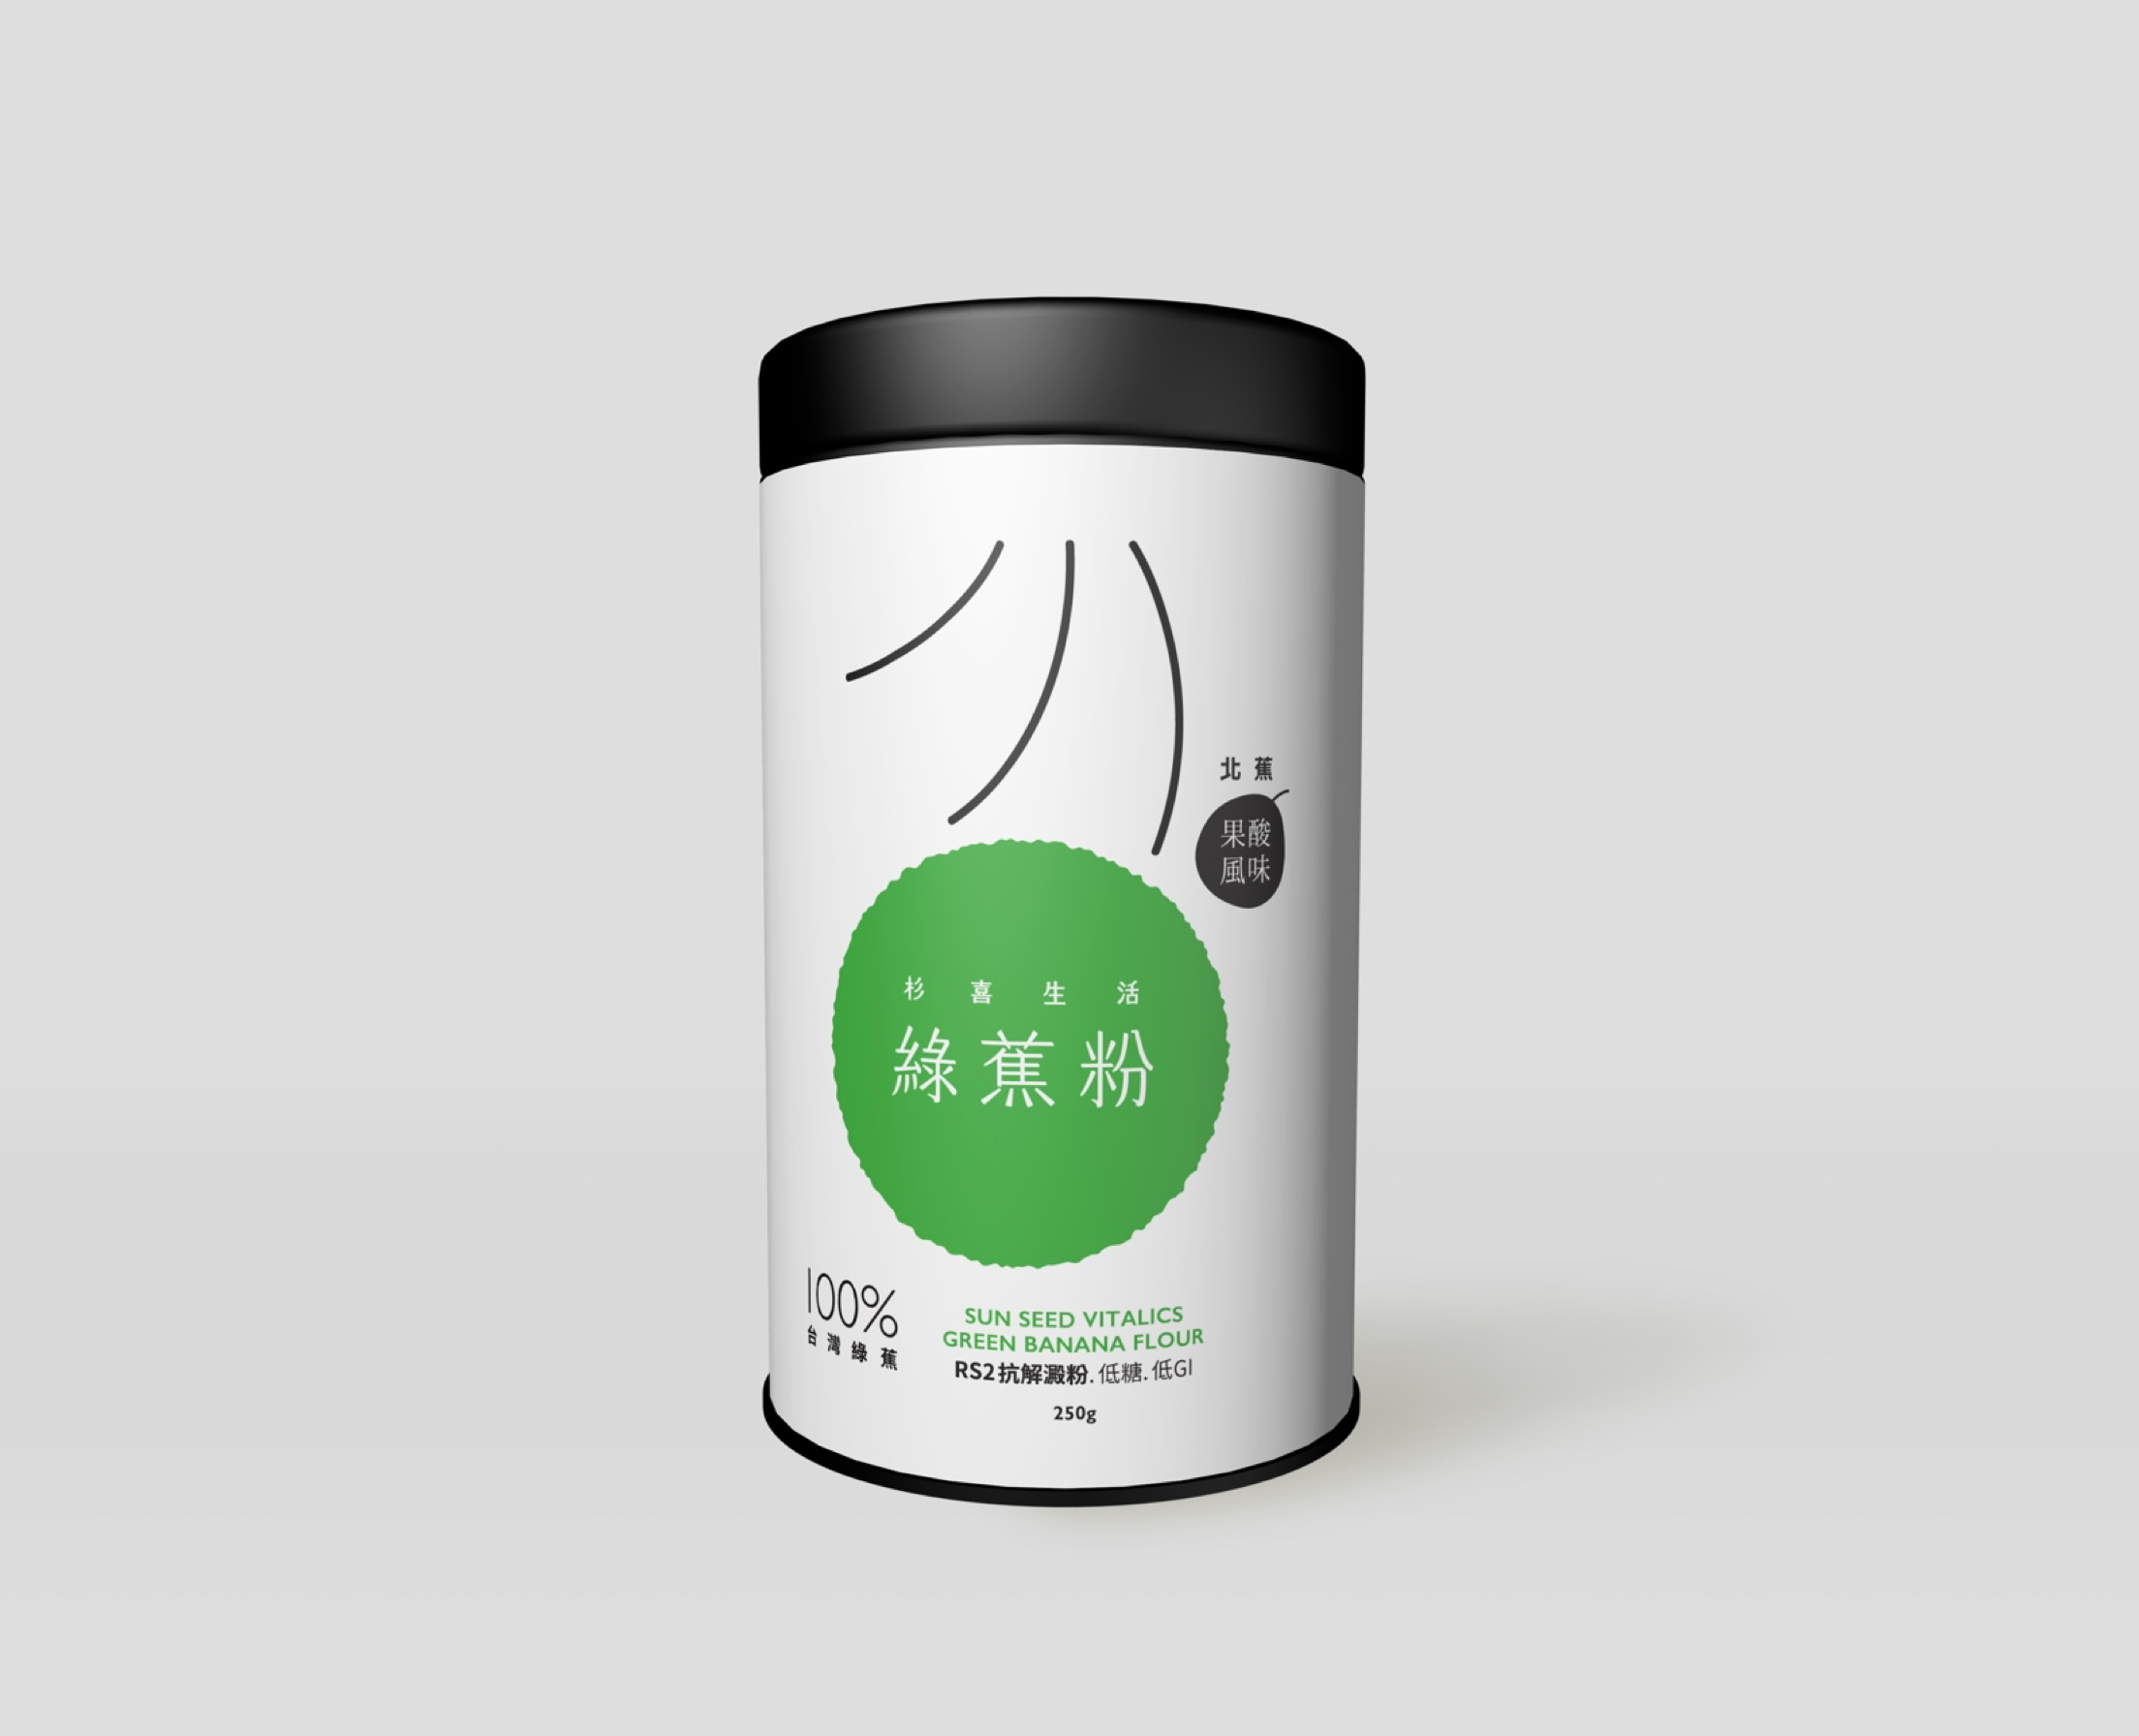 北蕉
果酸
風味
杉喜生活
綠蕉粉
100%
台灣綠蕉
SUN SEED VITALICS
GREEN BANANA FLOUR
RS2抗解澱粉.低糖.低GI
250g